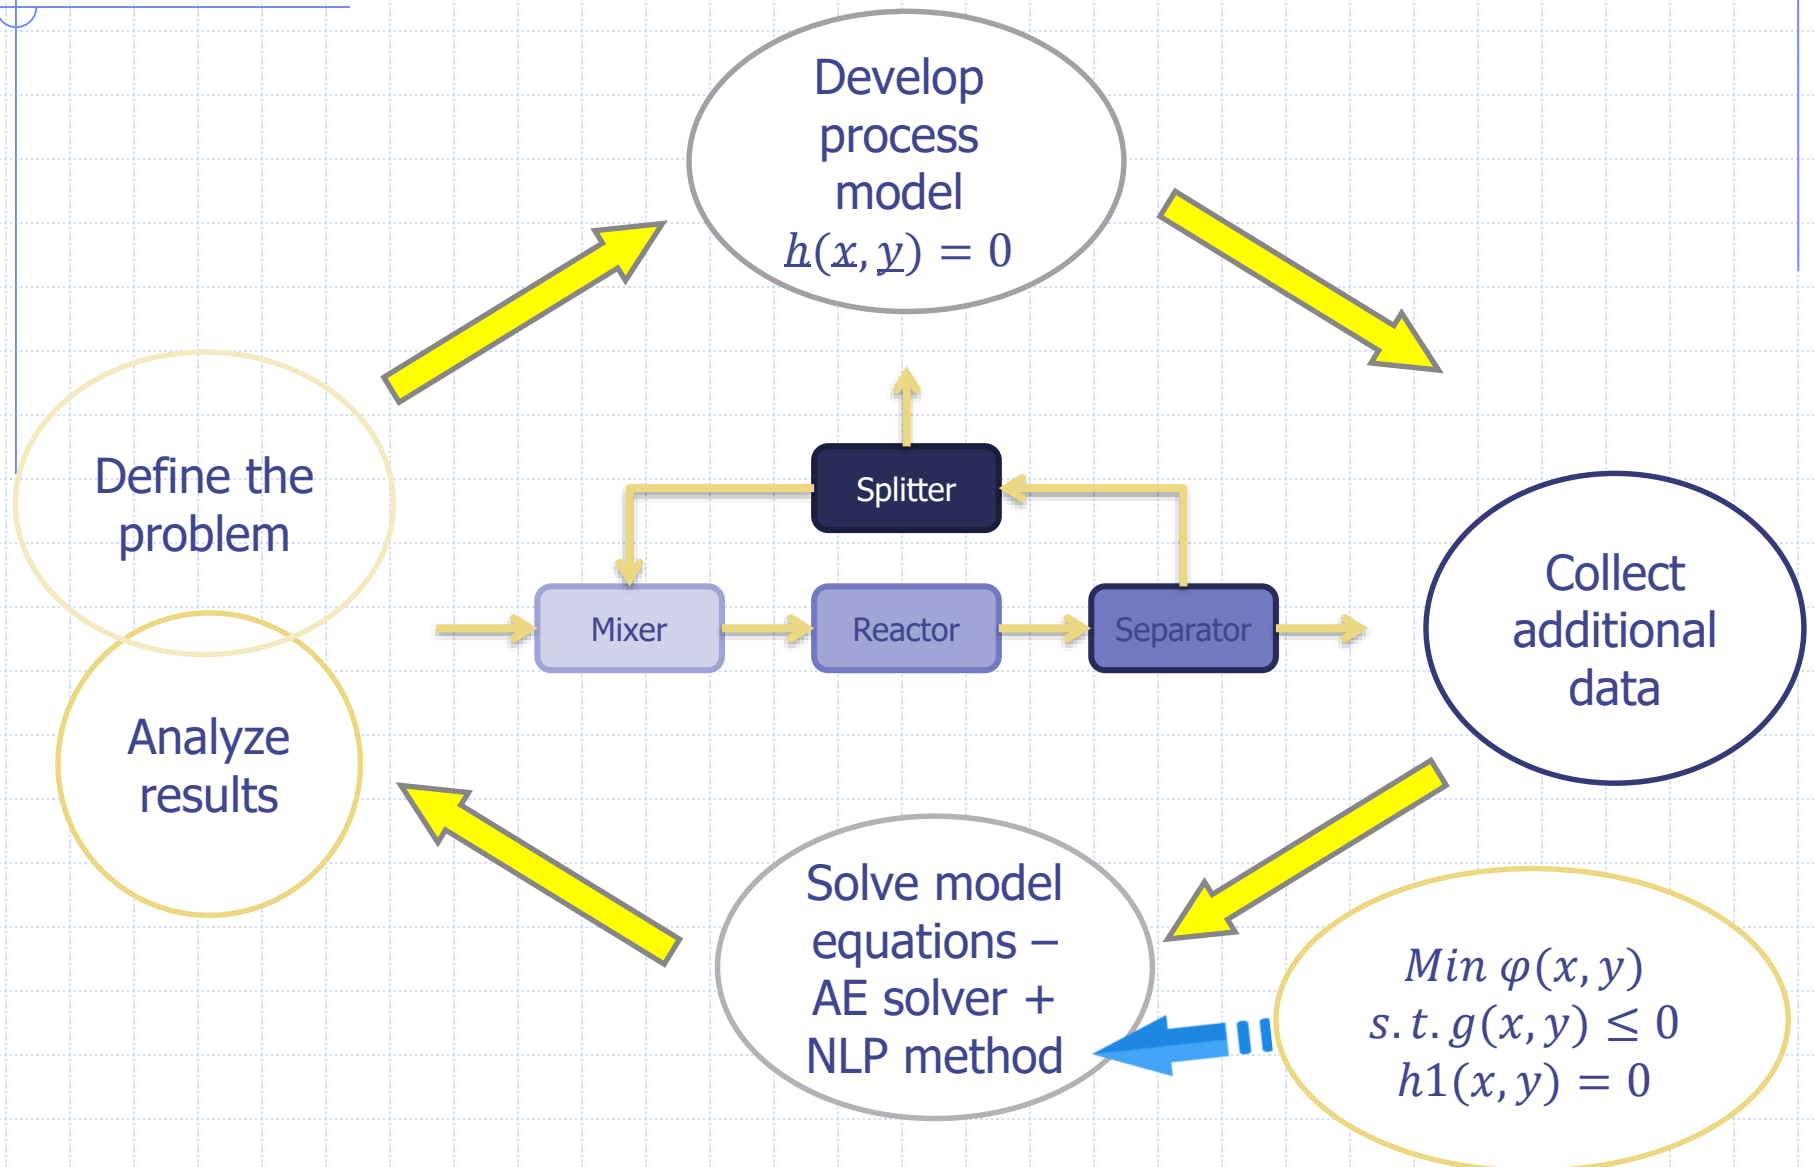 Develop
process
model
h(x, y) = 0
Define the
problem
Splitter
Mixer
Reactor
Separator
Collect
additional
data
Analyze
results
Solve model
equations –
AE solver +
NLP method
Min φ(x, y)
s. t. g(x, y) ≤ 0
h1(x, y) = 0